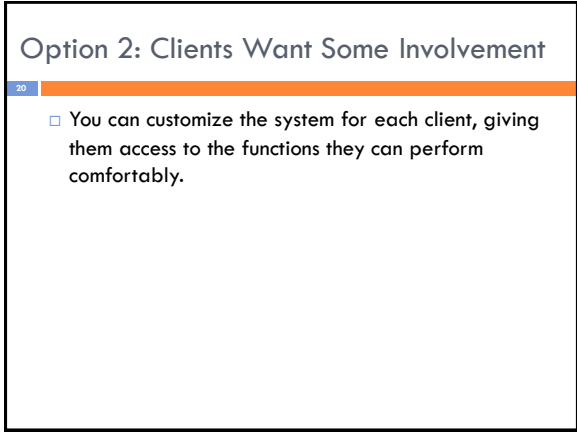 Option 2: Clients Want Some Involvement
20
You can customize the system for each client, giving
them access to the functions they can perform
comfortably.